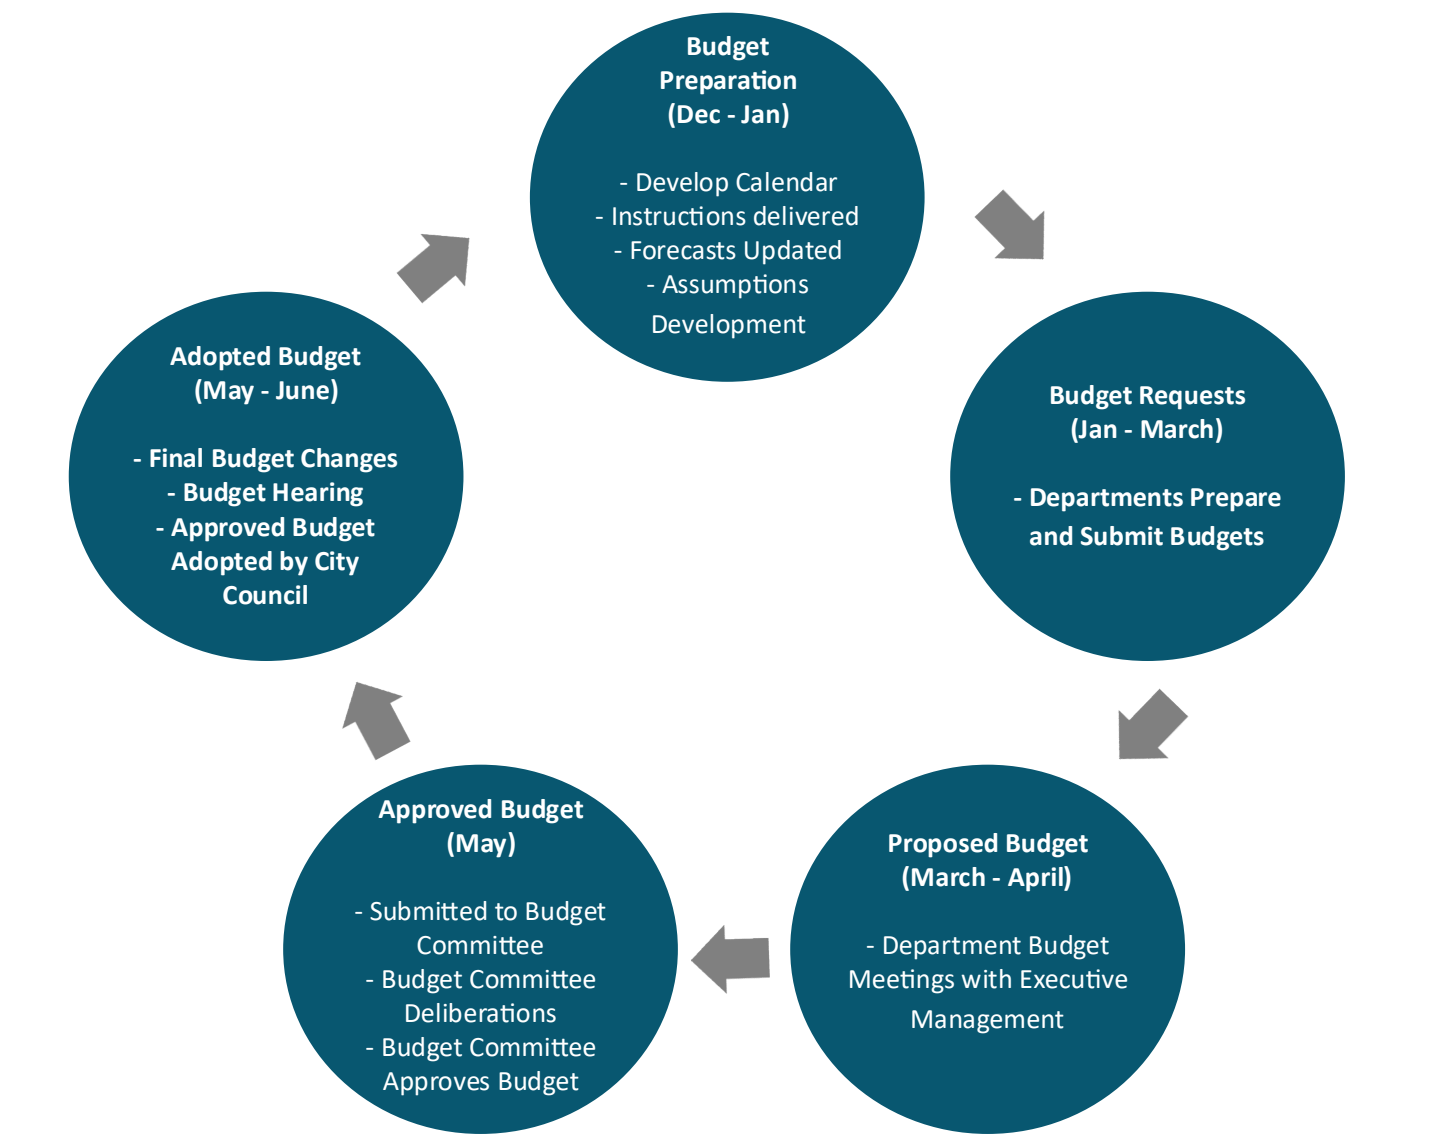 Budget
Preparation
(Dec - Jan)
- Develop Calendar
- Instructions delivered
- Forecasts Updated
- Assumptions
Development
Budget Requests
(Jan - March)
- Departments Prepare
and Submit Budgets
Proposed Budget
(March - April)
- Department Budget
Meetings with Executive
Management
Approved Budget
(May)
- Submitted to Budget
Committee
- Budget Committee
Deliberations
- Budget Committee
Approves Budget
Adopted Budget
(May - June)
- Final Budget Changes
- Budget Hearing
- Approved Budget
Adopted by City
Council